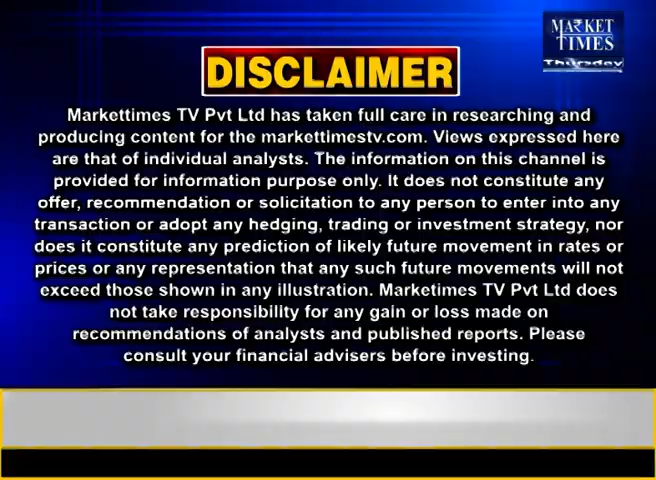 MARKET
TIMES
Thursday
DISCLAIMER
Markettimes TV Pvt Ltd has taken full care in researching and
producing content for the markettimestv.com. Views expressed here
are that of individual analysts. The information on this channel is
provided for information purpose only. It does not constitute any
offer, recommendation or solicitation to any person to enter into any
transaction or adopt any hedging, trading or investment strategy, nor
does it constitute any prediction of likely future movement in rates or
prices or any representation that any such future movements will not
exceed those shown in any illustration. Marketimes TV Pvt Ltd does
not take responsibility for any gain or loss made on
recommendations of analysts and published reports. Please
consult your financial advisers before investing.